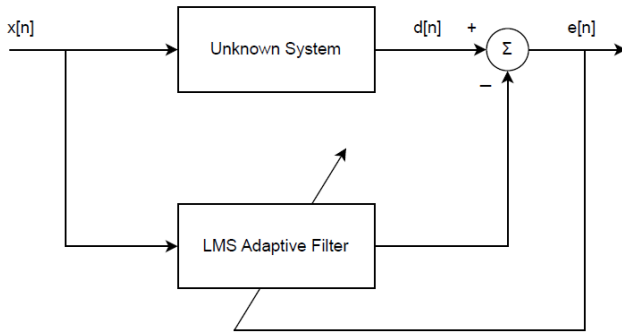 x[n]
Unknown System
d[n]
+
Σ
e[n]
−
LMS Adaptive Filter